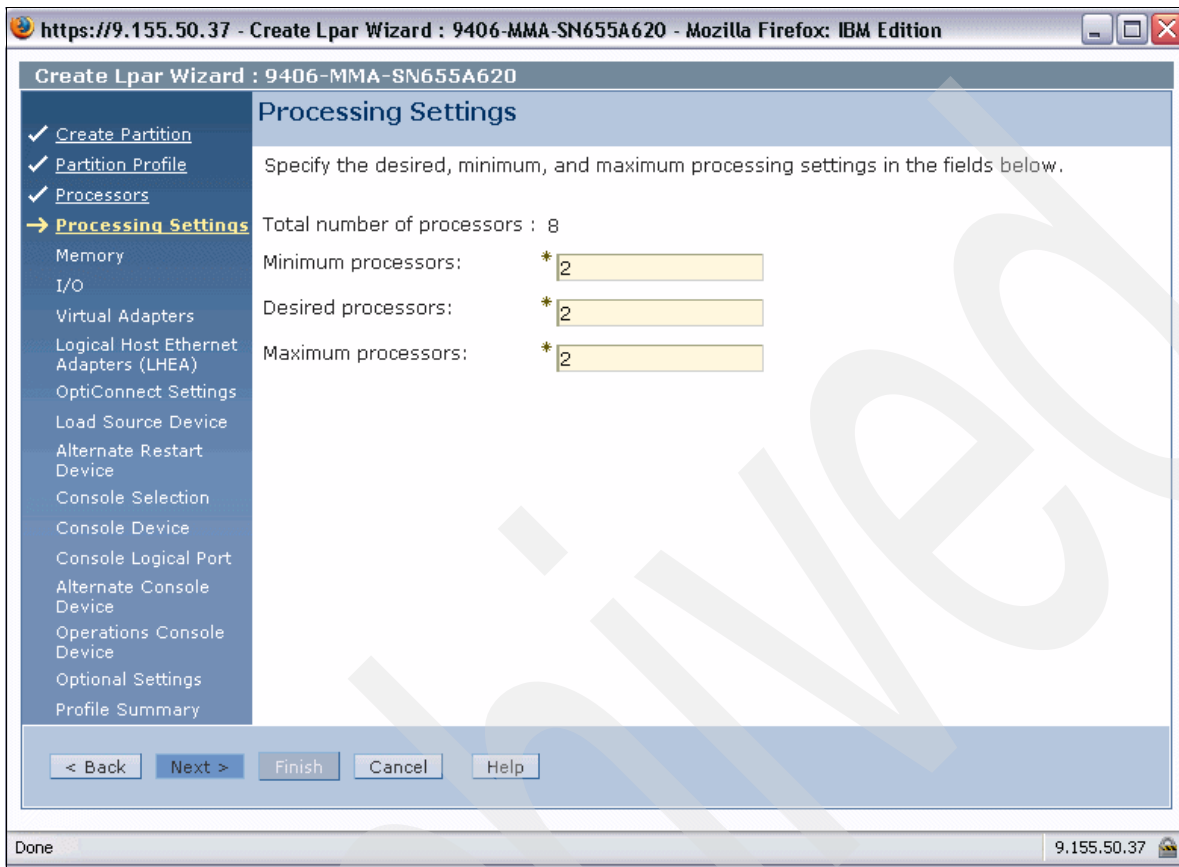 https://9.155.50.37 - Create Lpar Wizard : 9406-MMA-SN655A620 - Mozilla Firefox: IBM Edition
Create Lpar Wizard : 9406-MMA-SN655A620
Create Partition
Partition Profile
Processors
Processing Settings
Memory
I/O
Virtual Adapters
Logical Host Ethernet
Adapters (LHEA)
OptiConnect Settings
Load Source Device
Alternate Restart
Device
Console Selection
Console Device
Console Logical Port
Alternate Console
Device
Operations Console
Device
Optional Settings
Profile Summary
Processing Settings
Specify the desired, minimum, and maximum processing settings in the fields below.
Total number of processors : 8
Minimum processors: * 2
Desired processors: * 2
Maximum processors: * 2
< Back Next > Finish Cancel Help
Done 9.155.50.37